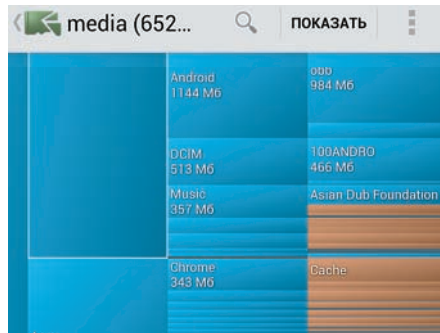 media (652...
ПОКАЗАТЬ
Android
1144 Мб
obb
984 Мб
DCIM
513 Мб
100ANDRO
466 Мб
Music
357 Мб
Asian Dub Foundation
Chrome
343 Мб
Cache